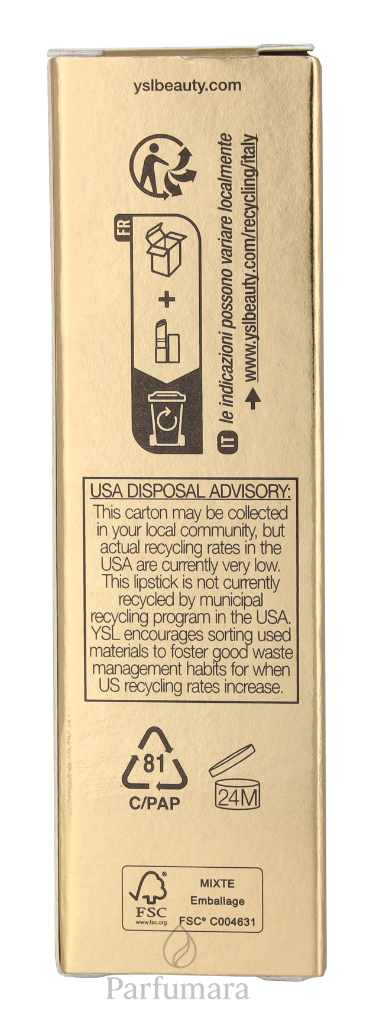 yslbeauty.com
FR
+
IT le indicazioni possono variare localmente
www.yslbeauty.com/recycling/italy
USA DISPOSAL ADVISORY:
This carton may be collected
in your local community, but
actual recycling rates in the
USA are currently very low.
This lipstick is not currently
recycled by municipal
recycling program in the USA.
YSL encourages sorting used
materials to foster good waste
management habits for when
US recycling rates increase.
81
C/PAP
24M
FSC
www.fsc.org
MIXTE
Emballage
FSC® C004631
Parfumara